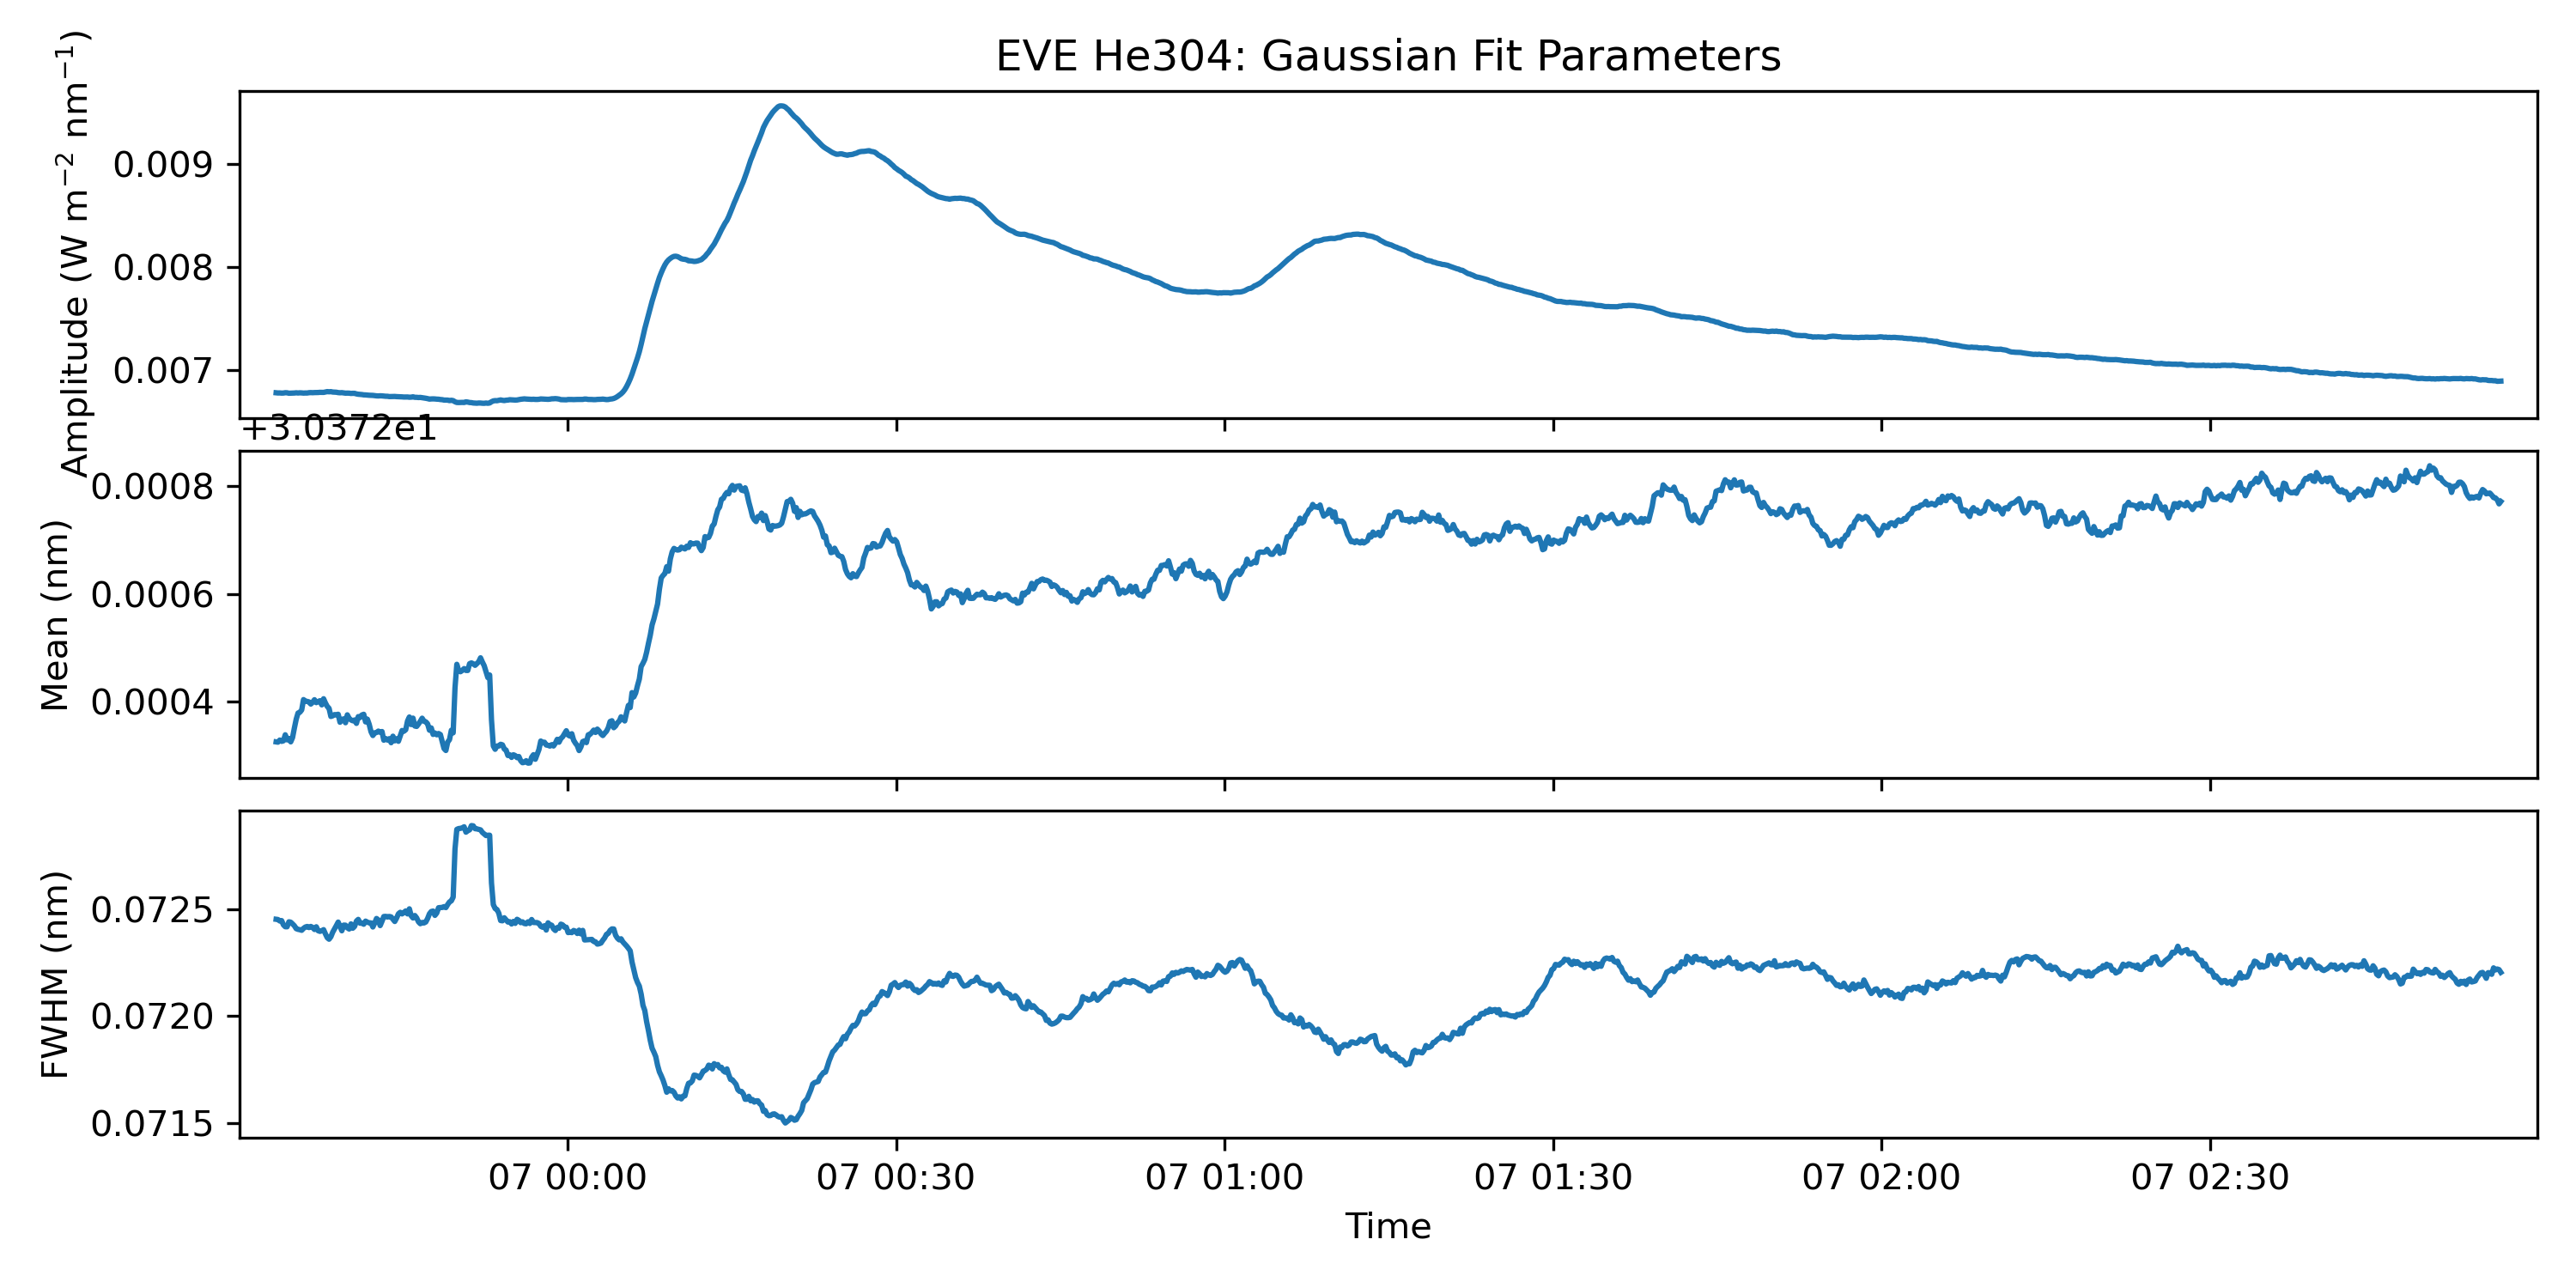 EVE He304: Gaussian Fit Parameters
Amplitude (W m⁻² nm⁻¹)
0.009
0.008
0.007
+3.0372e1
Mean (nm)
0.0008
0.0006
0.0004
FWHM (nm)
0.0725
0.0720
0.0715
07 00:00 07 00:30 07 01:00 07 01:30 07 02:00 07 02:30
Time